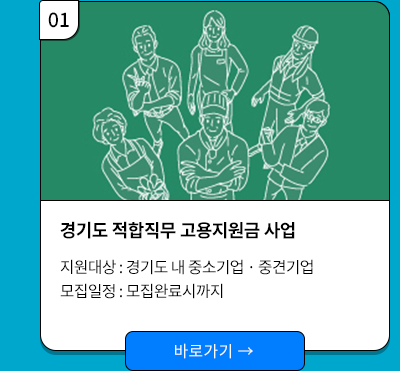 01
경기도 적합직무 고용지원금 사업
지원대상 : 경기도 내 중소기업 · 중견기업
모집일정 : 모집완료시까지
바로가기 →